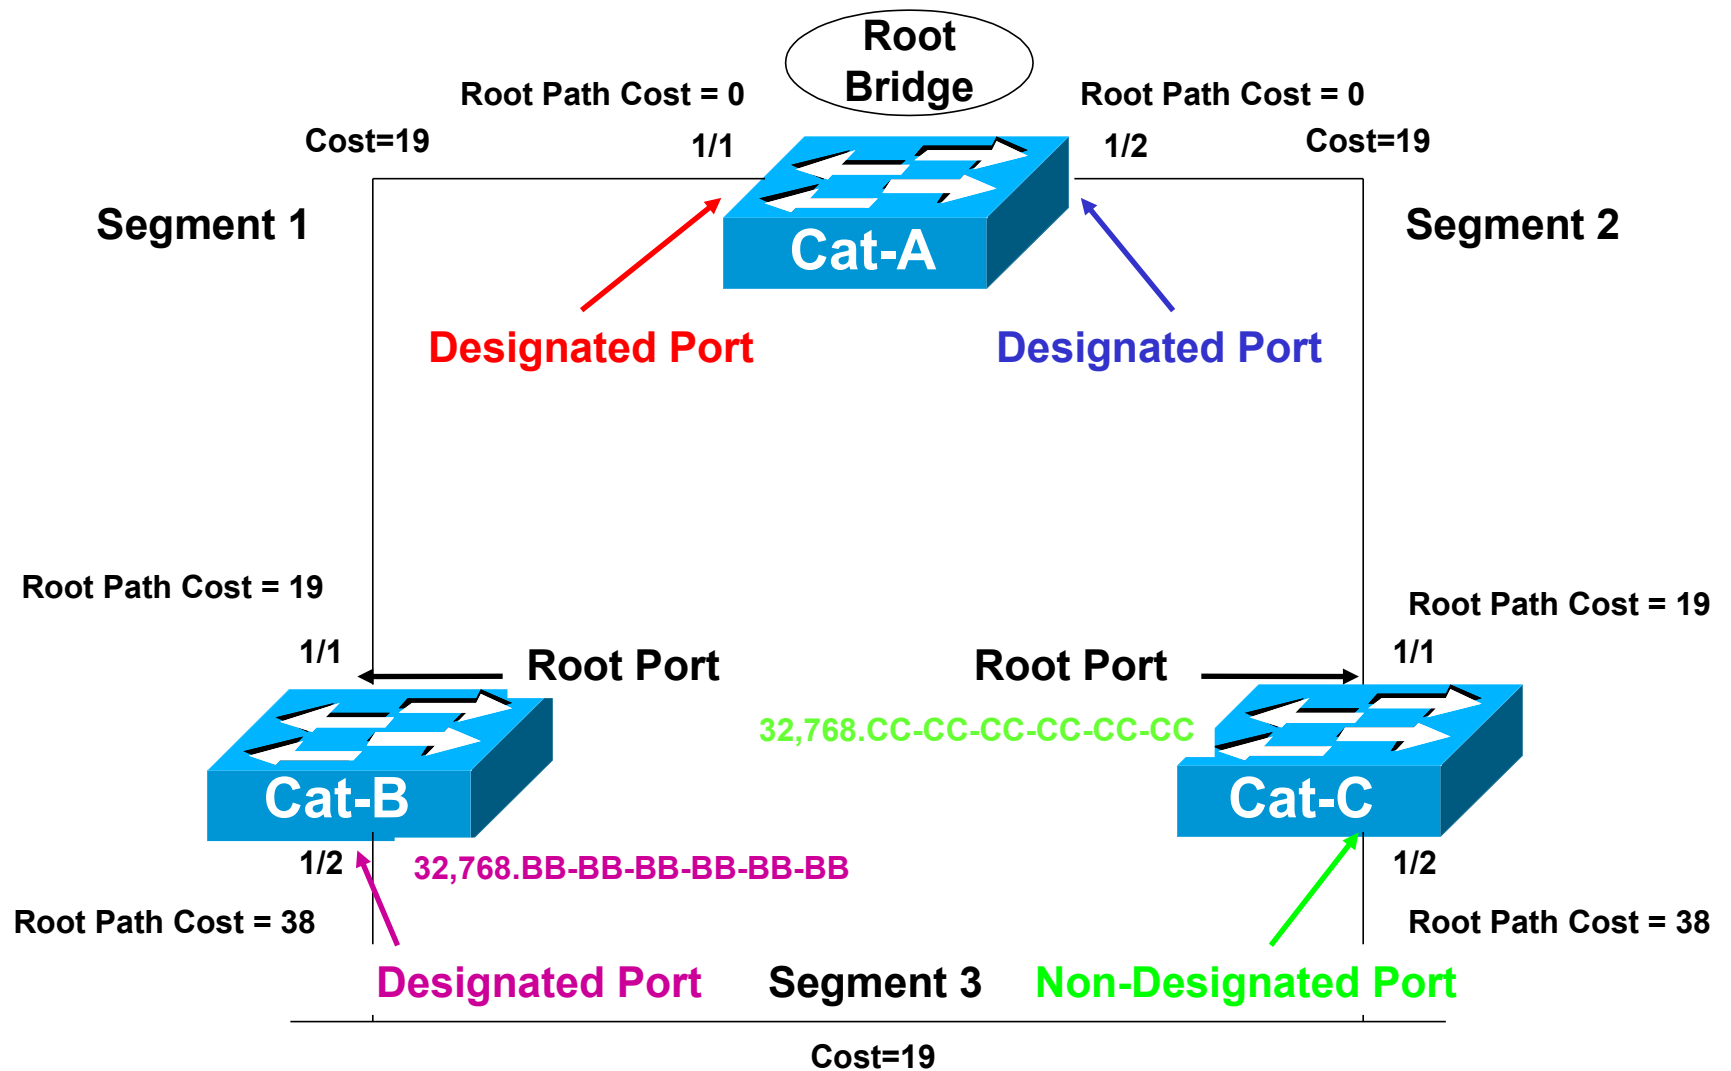 Root
Bridge
Root Path Cost = 0
Root Path Cost = 0
Cost=19
1/1
1/2
Cost=19
Segment 1
Segment 2
Cat-A
Designated Port
Designated Port
Root Path Cost = 19
Root Path Cost = 19
1/1
Root Port
Root Port
1/1
32,768.CC-CC-CC-CC-CC-CC
Cat-B
Cat-C
1/2
32,768.BB-BB-BB-BB-BB-BB
1/2
Root Path Cost = 38
Root Path Cost = 38
Designated Port
Segment 3
Non-Designated Port
Cost=19